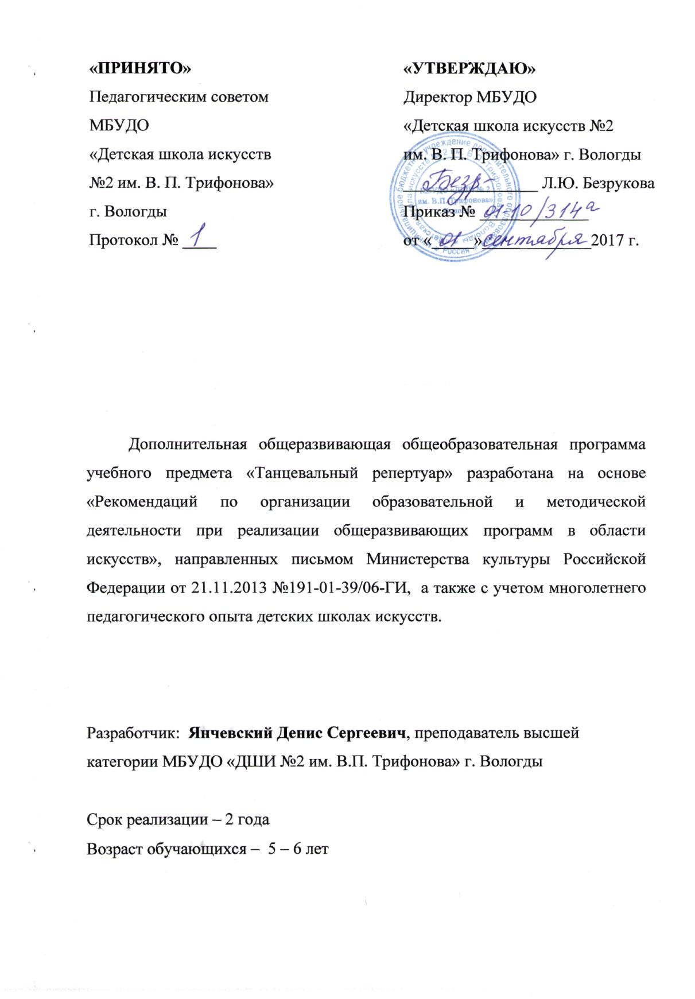 «ПРИНЯТО»
Педагогическим советом
МБУДО
«Детская школа искусств
№2 им. В. П. Трифонова»
г. Вологды
Протокол № 1
«УТВЕРЖДАЮ»
Директор МБУДО
«Детская школа искусств №2
им. В. П. Трифонова» г. Вологды
Безр Л.Ю. Безрукова
Приказ № 01-10/314а
от «01» сентября 2017 г.
им. В.П. Трифонова»
Россия
Дополнительная общеразвивающая общеобразовательная программа
учебного предмета «Танцевальный репертуар» разработана на основе
«Рекомендаций по организации образовательной и методической
деятельности при реализации общеразвивающих программ в области
искусств», направленных письмом Министерства культуры Российской
Федерации от 21.11.2013 №191-01-39/06-ГИ, а также с учетом многолетнего
педагогического опыта детских школах искусств.
Разработчик: Янчевский Денис Сергеевич, преподаватель высшей
категории МБУДО «ДШИ №2 им. В.П. Трифонова» г. Вологды
Срок реализации – 2 года
Возраст обучающихся – 5 – 6 лет